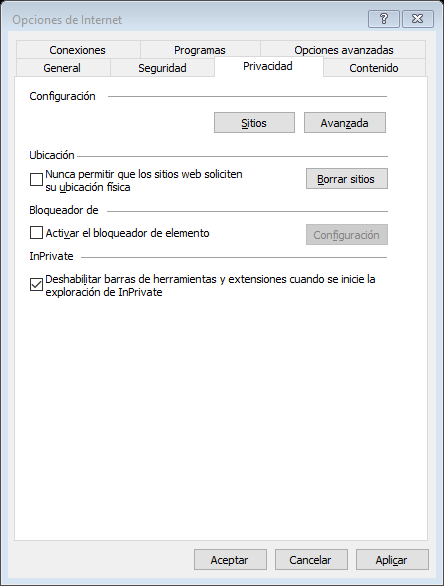 Opciones de Internet
Conexiones Programas Opciones avanzadas
General Seguridad Privacidad Contenido
Configuración
Sitios Avanzada
Ubicación
Nunca permitir que los sitios web soliciten
su ubicación física
Borrar sitios
Bloqueador de
Activar el bloqueador de elemento
Configuración
InPrivate
Deshabilitar barras de herramientas y extensiones cuando se inicie la
exploración de InPrivate
Aceptar Cancelar Aplicar